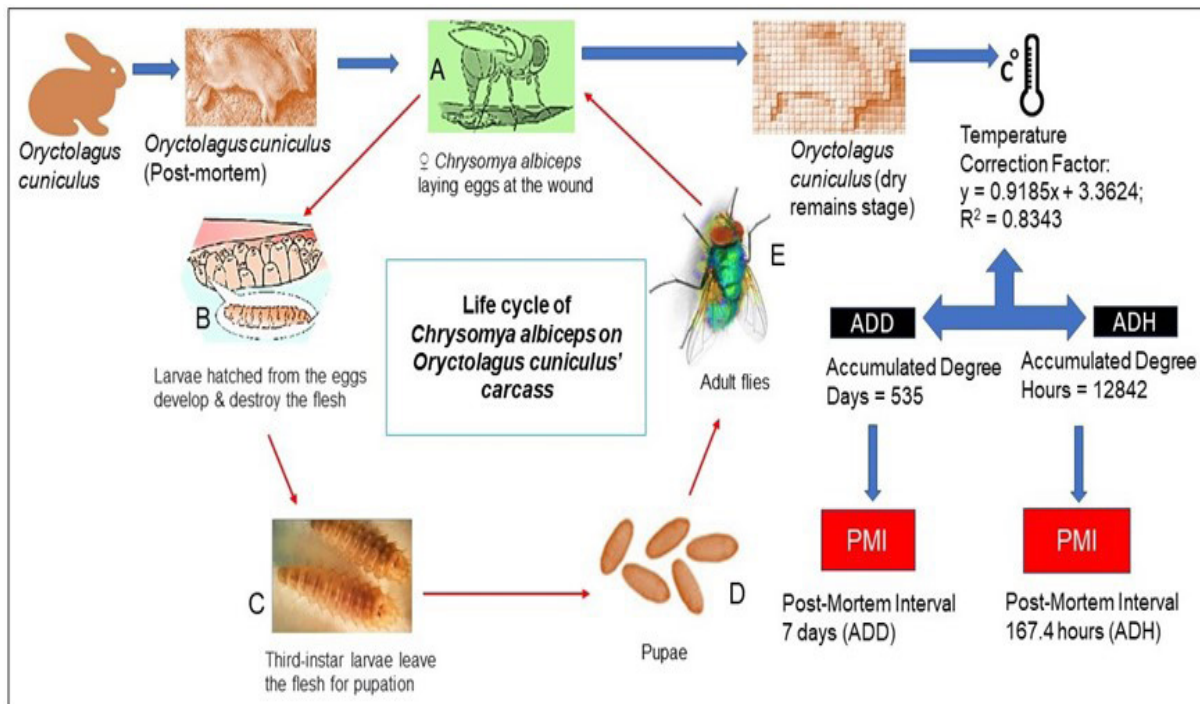 A
C°
Oryctolagus
cuniculus
Oryctolagus cuniculus
(Post-mortem)
♀ Chrysomya albiceps
laying eggs at the wound
Oryctolagus
cuniculus (dry
remains stage)
Temperature
Correction Factor:
y = 0.9185x + 3.3624;
R² = 0.8343
B
Larvae hatched from the eggs
develop & destroy the flesh
Life cycle of
Chrysomya albiceps on
Oryctolagus cuniculus'
carcass
E
Adult flies
ADD
Accumulated Degree
Days = 535
ADH
Accumulated Degree
Hours = 12842
C
Third-instar larvae leave
the flesh for pupation
D
Pupae
PMI
Post-Mortem Interval
7 days (ADD)
PMI
Post-Mortem Interval
167.4 hours (ADH)